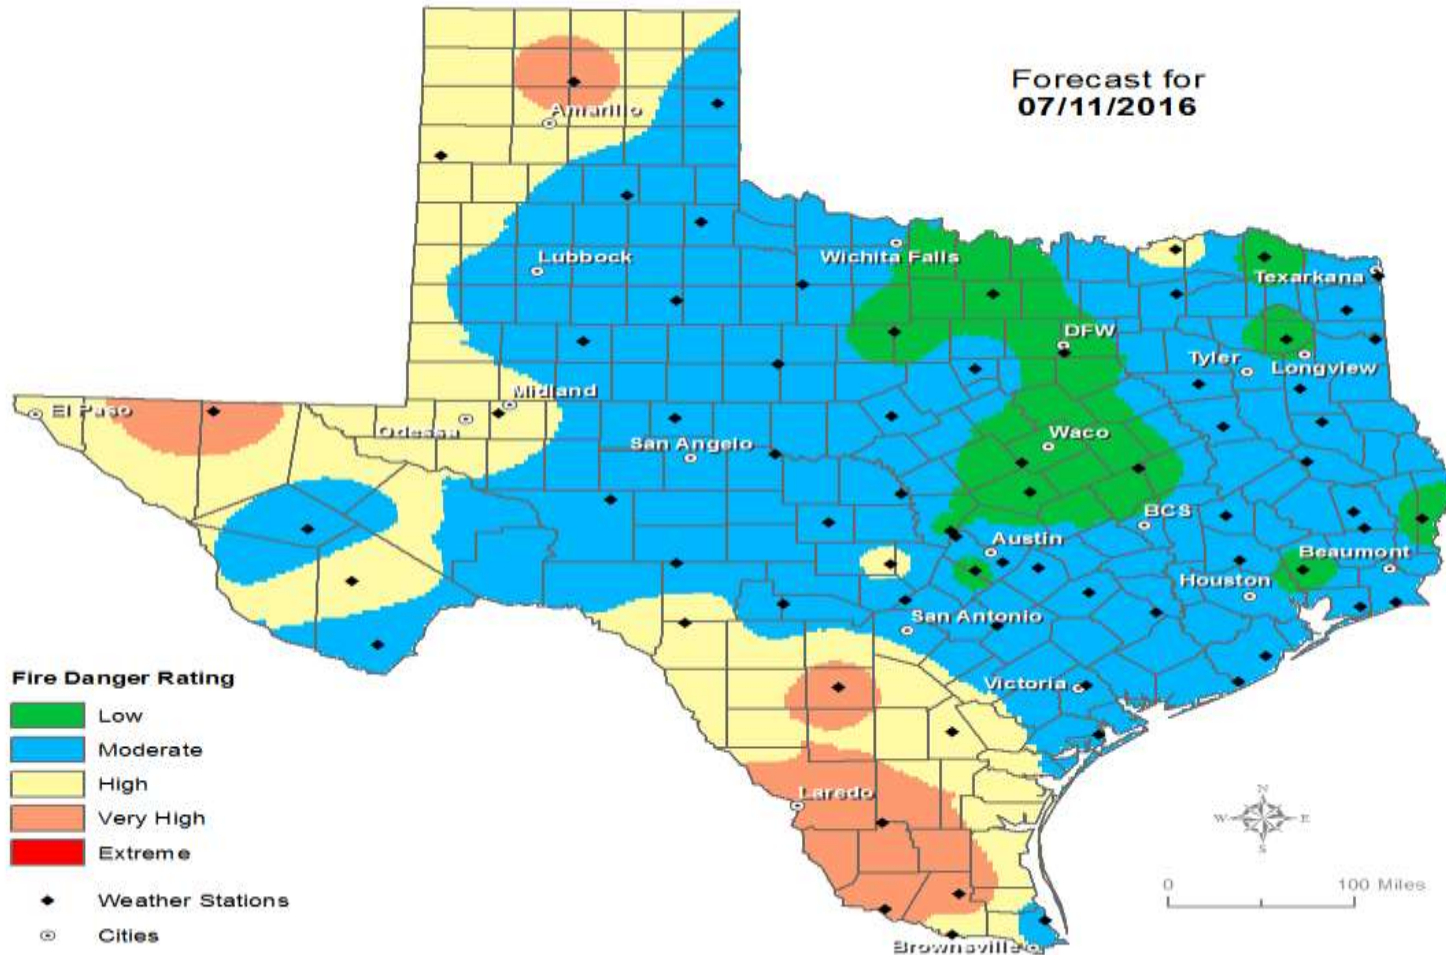 Forecast for
07/11/2016
Amarillo
Lubbock
Wichita Falls
Texarkana
DFW
Tyler
Longview
Midland
El Paso
Odessa
San Angelo
Waco
BCS
Austin
Beaumont
Houston
San Antonio
Victoria
Laredo
Brownsville
Fire Danger Rating
Low
Moderate
High
Very High
Extreme
Weather Stations
Cities
N
W E
S
0 100 Miles